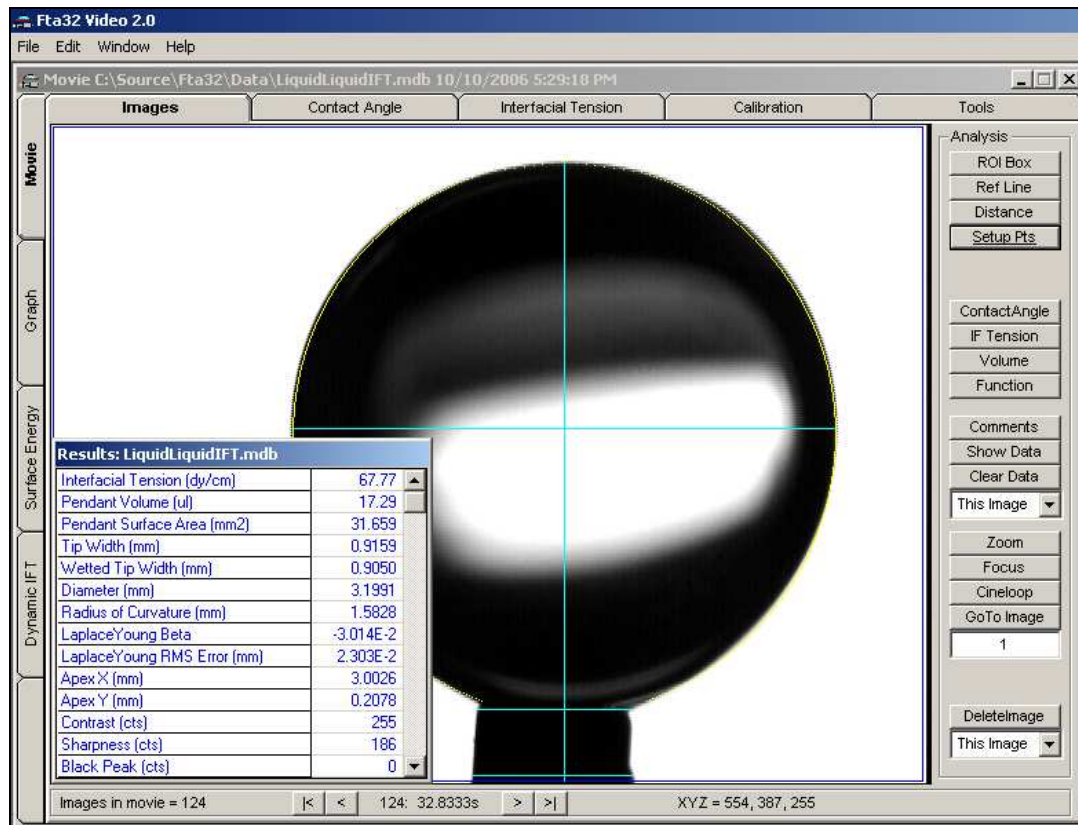 Fta32 Video 2.0
File Edit Window Help
Movie C:\Source\Fta32\Data\LiquidLiquidIFT.mdb 10/10/2006 5:29:18 PM
Images Contact Angle Interfacial Tension Calibration Tools
Movie
Graph
Surface Energy
Dynamic IFT
Analysis
ROI Box
Ref Line
Distance
Setup Pts
ContactAngle
IF Tension
Volume
Function
Comments
Show Data
Clear Data
This Image
Zoom
Focus
Cineloop
GoTo Image
1
DeleteImage
This Image
Results: LiquidLiquidIFT.mdb
Interfacial Tension (dy/cm) 67.77
Pendant Volume (ul) 17.29
Pendant Surface Area (mm2) 31.659
Tip Width (mm) 0.9159
Wetted Tip Width (mm) 0.9050
Diameter (mm) 3.1991
Radius of Curvature (mm) 1.5828
LaplaceYoung Beta -3.014E-2
LaplaceYoung RMS Error (mm) 2.303E-2
Apex X (mm) 3.0026
Apex Y (mm) 0.2078
Contrast (cts) 255
Sharpness (cts) 186
Black Peak (cts) 0
Images in movie = 124 |< < 124: 32.8333s > >| XYZ = 554, 387, 255